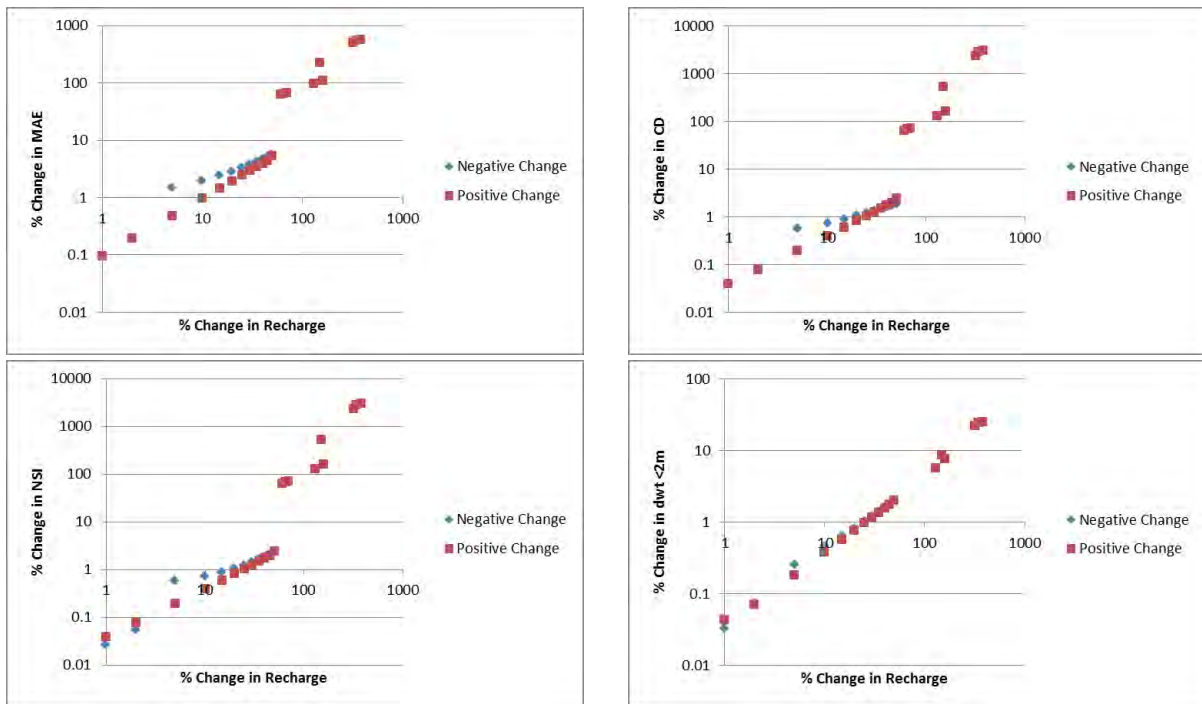 % Change in MAE
1000
100
10
1
0.1
0.01
1
10
100
1000
% Change in Recharge
Negative Change
Positive Change
% Change in CD
10000
1000
100
10
1
0.1
0.01
1
10
100
1000
% Change in Recharge
Negative Change
Positive Change
% Change in NSI
10000
1000
100
10
1
0.1
0.01
1
10
100
1000
% Change in Recharge
Negative Change
Positive Change
% Change in dwt <2m
100
10
1
0.1
0.01
1
10
100
1000
% Change in Recharge
Negative Change
Positive Change